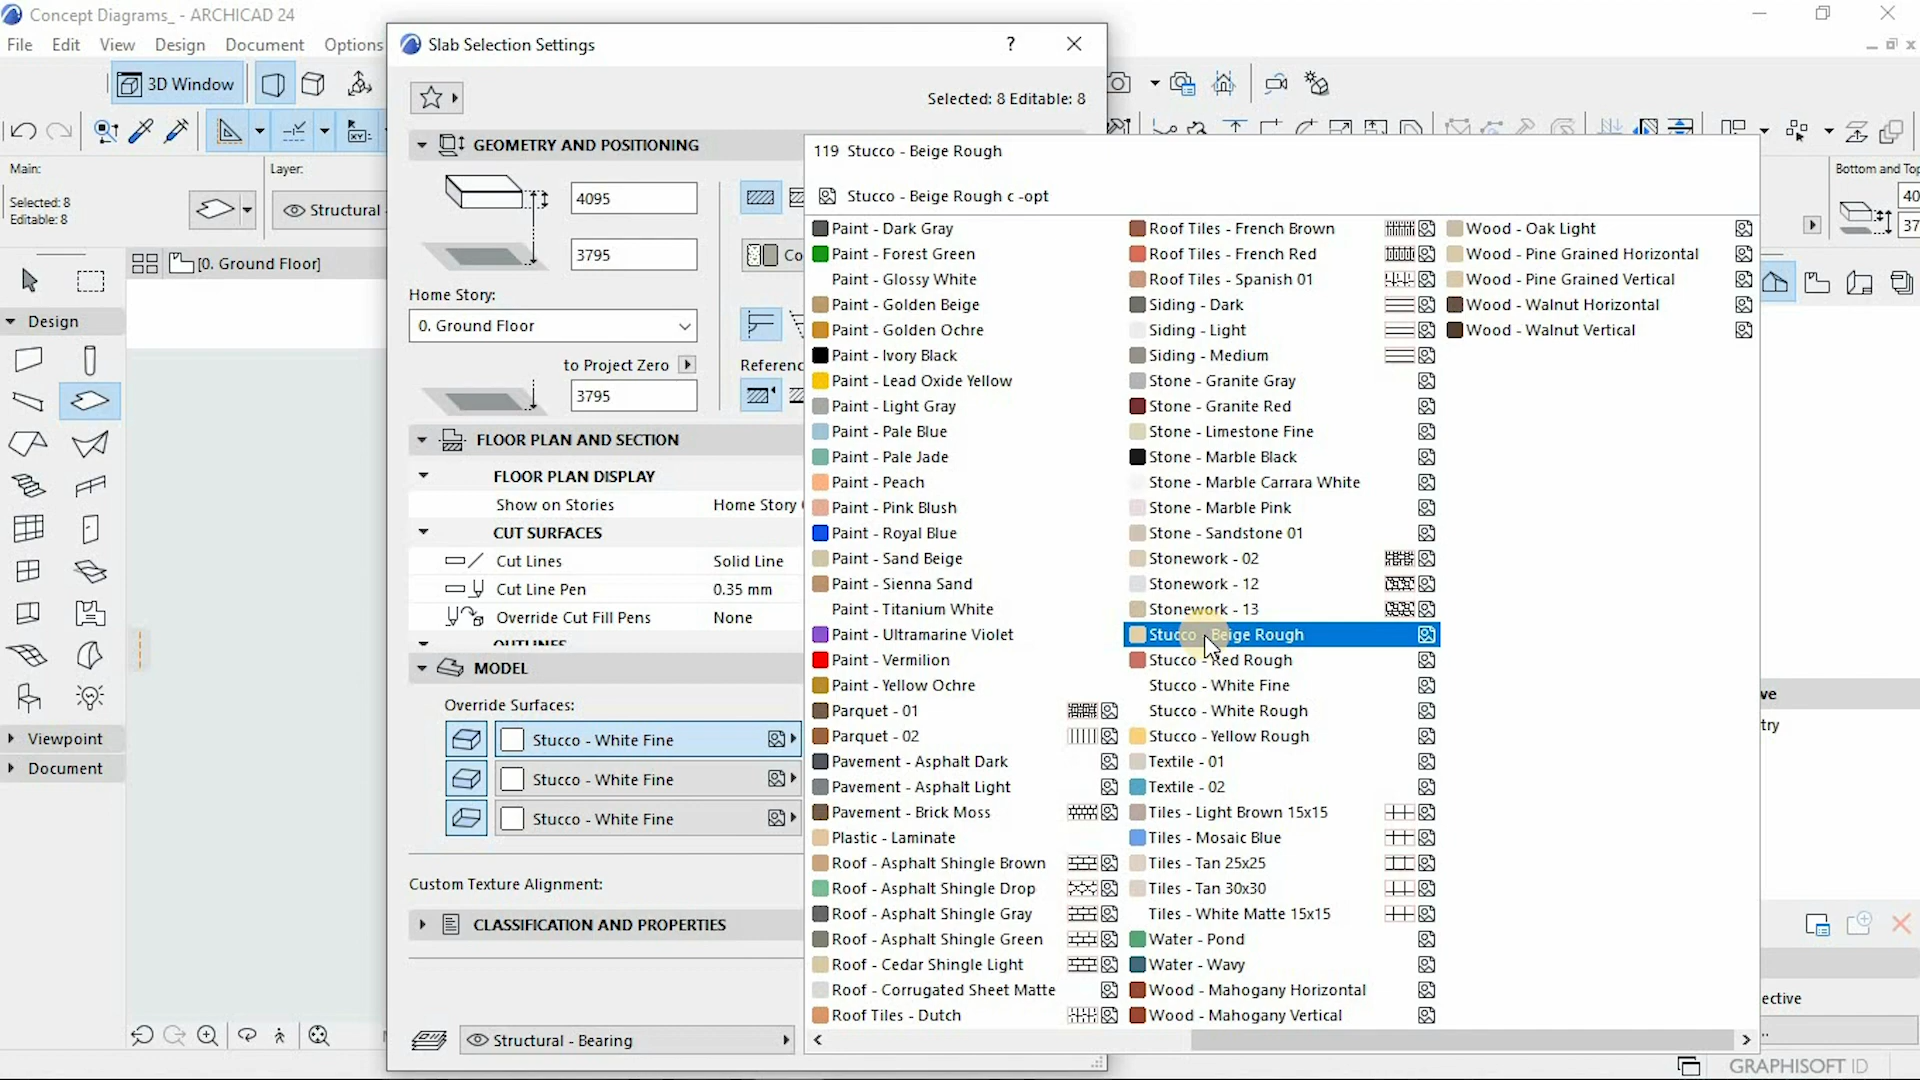 Concept Diagrams_ - ARCHICAD 24
File Edit View Design Document Options
Slab Selection Settings
?
3D Window
Selected: 8 Editable: 8
Main:
Layer:
Selected: 8
Editable: 8
Structural
GEOMETRY AND POSITIONING
4095
3795
Co
Home Story:
0. Ground Floor
to Project Zero
Referenc
3795
[0. Ground Floor]
Design
Viewpoint
Document
FLOOR PLAN AND SECTION
FLOOR PLAN DISPLAY
Show on Stories Home Story
CUT SURFACES
Cut Lines Solid Line
Cut Line Pen 0.35 mm
Override Cut Fill Pens None
OUTLINES
MODEL
Override Surfaces:
Stucco - White Fine
Stucco - White Fine
Stucco - White Fine
Custom Texture Alignment:
CLASSIFICATION AND PROPERTIES
Structural - Bearing
119 Stucco - Beige Rough
Stucco - Beige Rough c -opt
Paint - Dark Gray
Paint - Forest Green
Paint - Glossy White
Paint - Golden Beige
Paint - Golden Ochre
Paint - Ivory Black
Paint - Lead Oxide Yellow
Paint - Light Gray
Paint - Pale Blue
Paint - Pale Jade
Paint - Peach
Paint - Pink Blush
Paint - Royal Blue
Paint - Sand Beige
Paint - Sienna Sand
Paint - Titanium White
Paint - Ultramarine Violet
Paint - Vermilion
Paint - Yellow Ochre
Parquet - 01
Parquet - 02
Pavement - Asphalt Dark
Pavement - Asphalt Light
Pavement - Brick Moss
Plastic - Laminate
Roof - Asphalt Shingle Brown
Roof - Asphalt Shingle Drop
Roof - Asphalt Shingle Gray
Roof - Asphalt Shingle Green
Roof - Cedar Shingle Light
Roof - Corrugated Sheet Matte
Roof Tiles - Dutch
Roof Tiles - French Brown
Roof Tiles - French Red
Roof Tiles - Spanish 01
Siding - Dark
Siding - Light
Siding - Medium
Stone - Granite Gray
Stone - Granite Red
Stone - Limestone Fine
Stone - Marble Black
Stone - Marble Carrara White
Stone - Marble Pink
Stone - Sandstone 01
Stonework - 02
Stonework - 12
Stonework - 13
Stucco - Beige Rough
Stucco - Red Rough
Stucco - White Fine
Stucco - White Rough
Stucco - Yellow Rough
Textile - 01
Textile - 02
Tiles - Light Brown 15x15
Tiles - Mosaic Blue
Tiles - Tan 25x25
Tiles - Tan 30x30
Tiles - White Matte 15x15
Water - Pond
Water - Wavy
Wood - Mahogany Horizontal
Wood - Mahogany Vertical
Wood - Oak Light
Wood - Pine Grained Horizontal
Wood - Pine Grained Vertical
Wood - Walnut Horizontal
Wood - Walnut Vertical
Bottom and Top
40
37
ve
try
ective
GRAPHISOFT ID